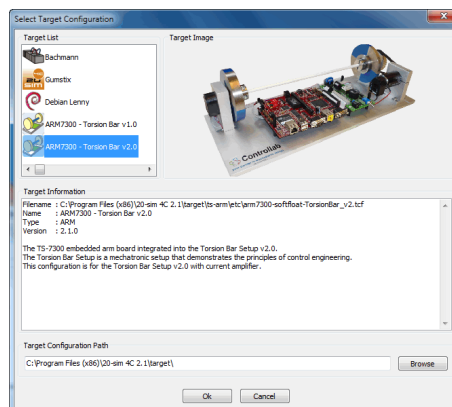 Select Target Configuration
Target List
Target Image
Bachmann
Gumstix
Debian Lenny
ARM7300 - Torsion Bar v1.0
ARM7300 - Torsion Bar v2.0
Controllab
Target Information
Filename : C:\Program Files (x86)\20-sim 4C 2.1\target\ts-arm\etc\arm7300-softfloat-TorsionBar_v2.tcf
Name : ARM7300 - Torsion Bar v2.0
Type : ARM
Version : 2.1.0
The TS-7300 embedded arm board integrated into the Torsion Bar Setup v2.0.
The Torsion Bar Setup is a mechatronic setup that demonstrates the principles of control engineering.
This configuration is for the Torsion Bar Setup v2.0 with current amplifier.
Target Configuration Path
C:\Program Files (x86)\20-sim 4C 2.1\target\
Browse
Ok
Cancel